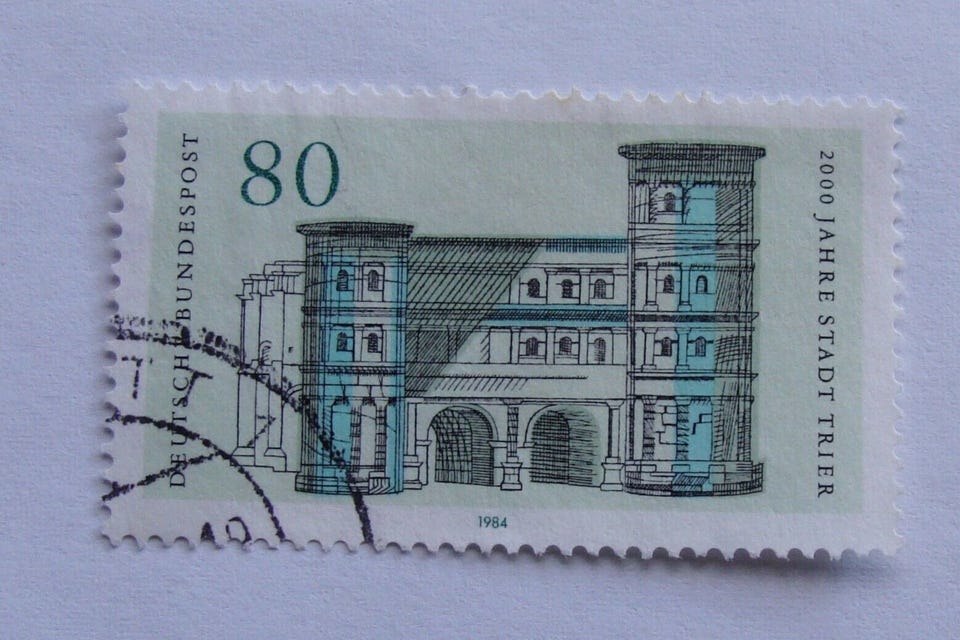 DEUTSCHE BUNDESPOST
80
2000 JAHRE STADT TRIER
1984